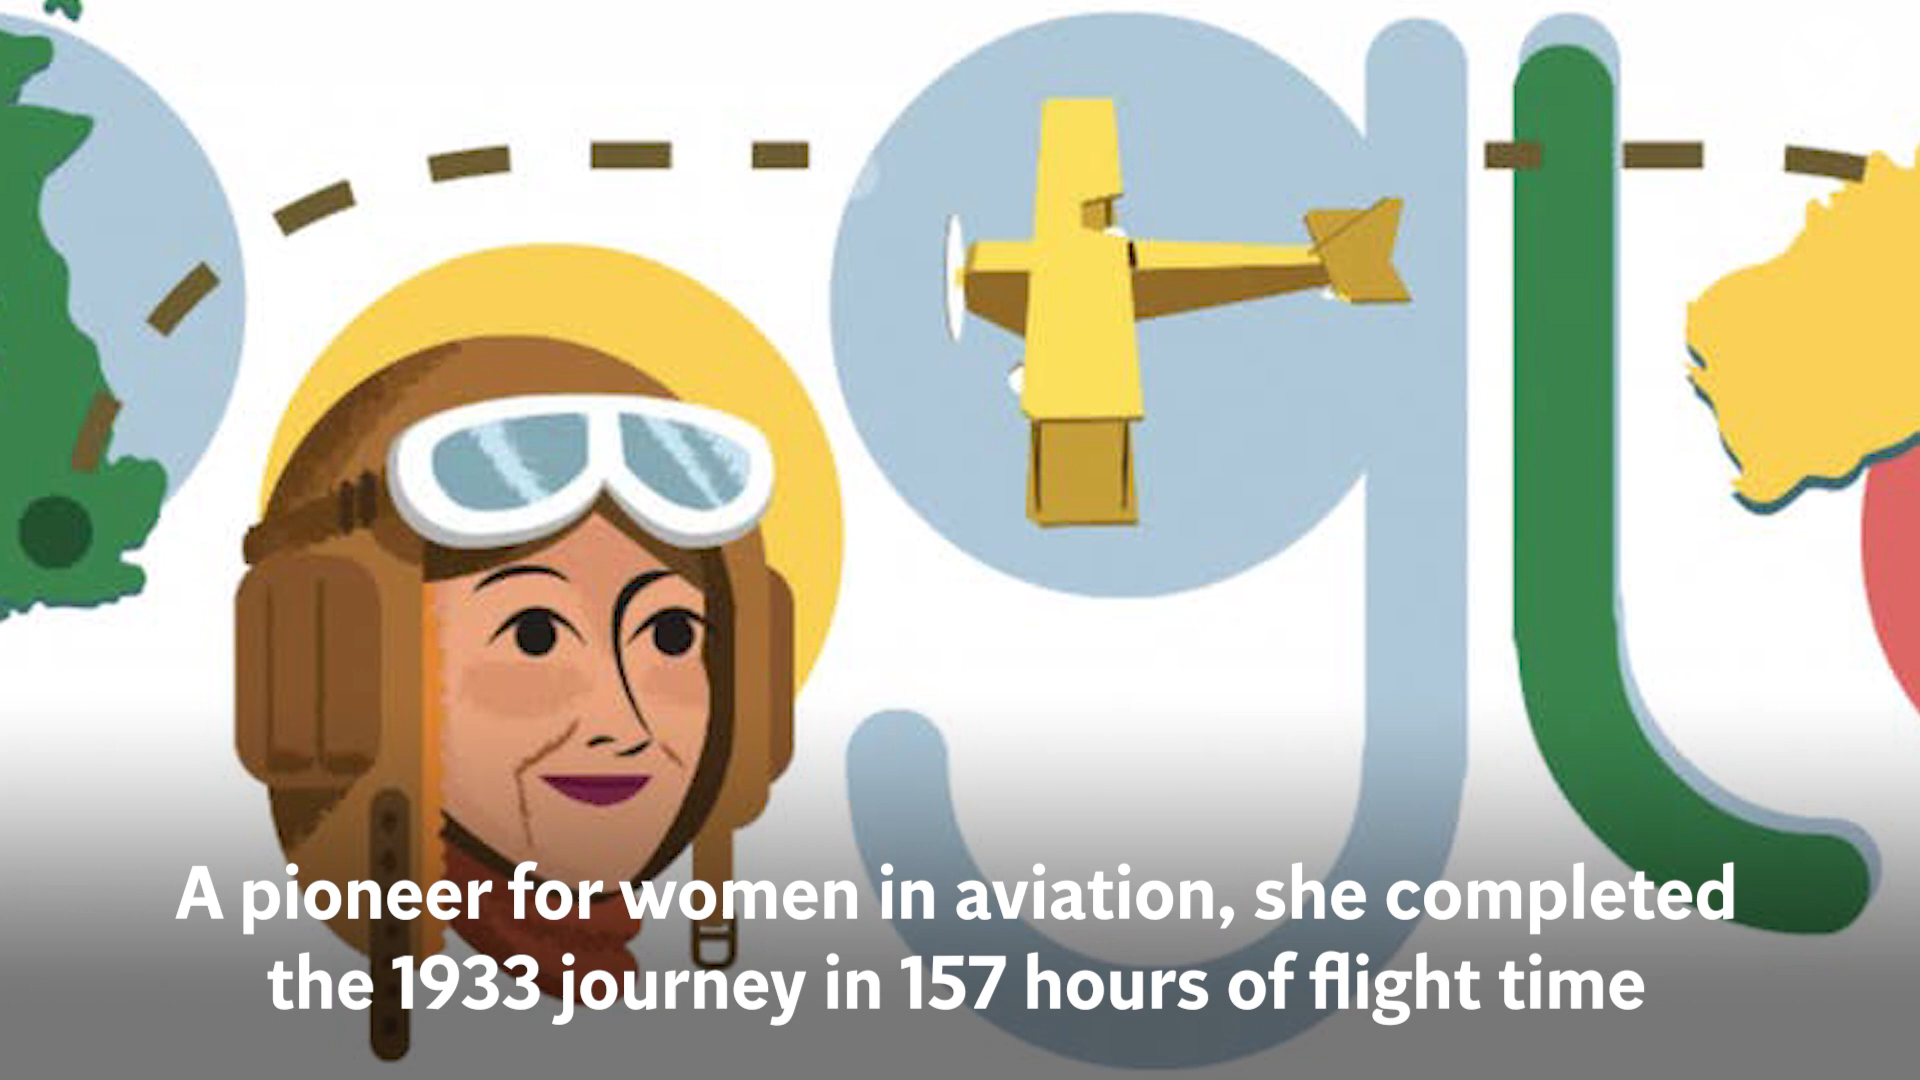 A pioneer for women in aviation, she completed
the 1933 journey in 157 hours of flight time